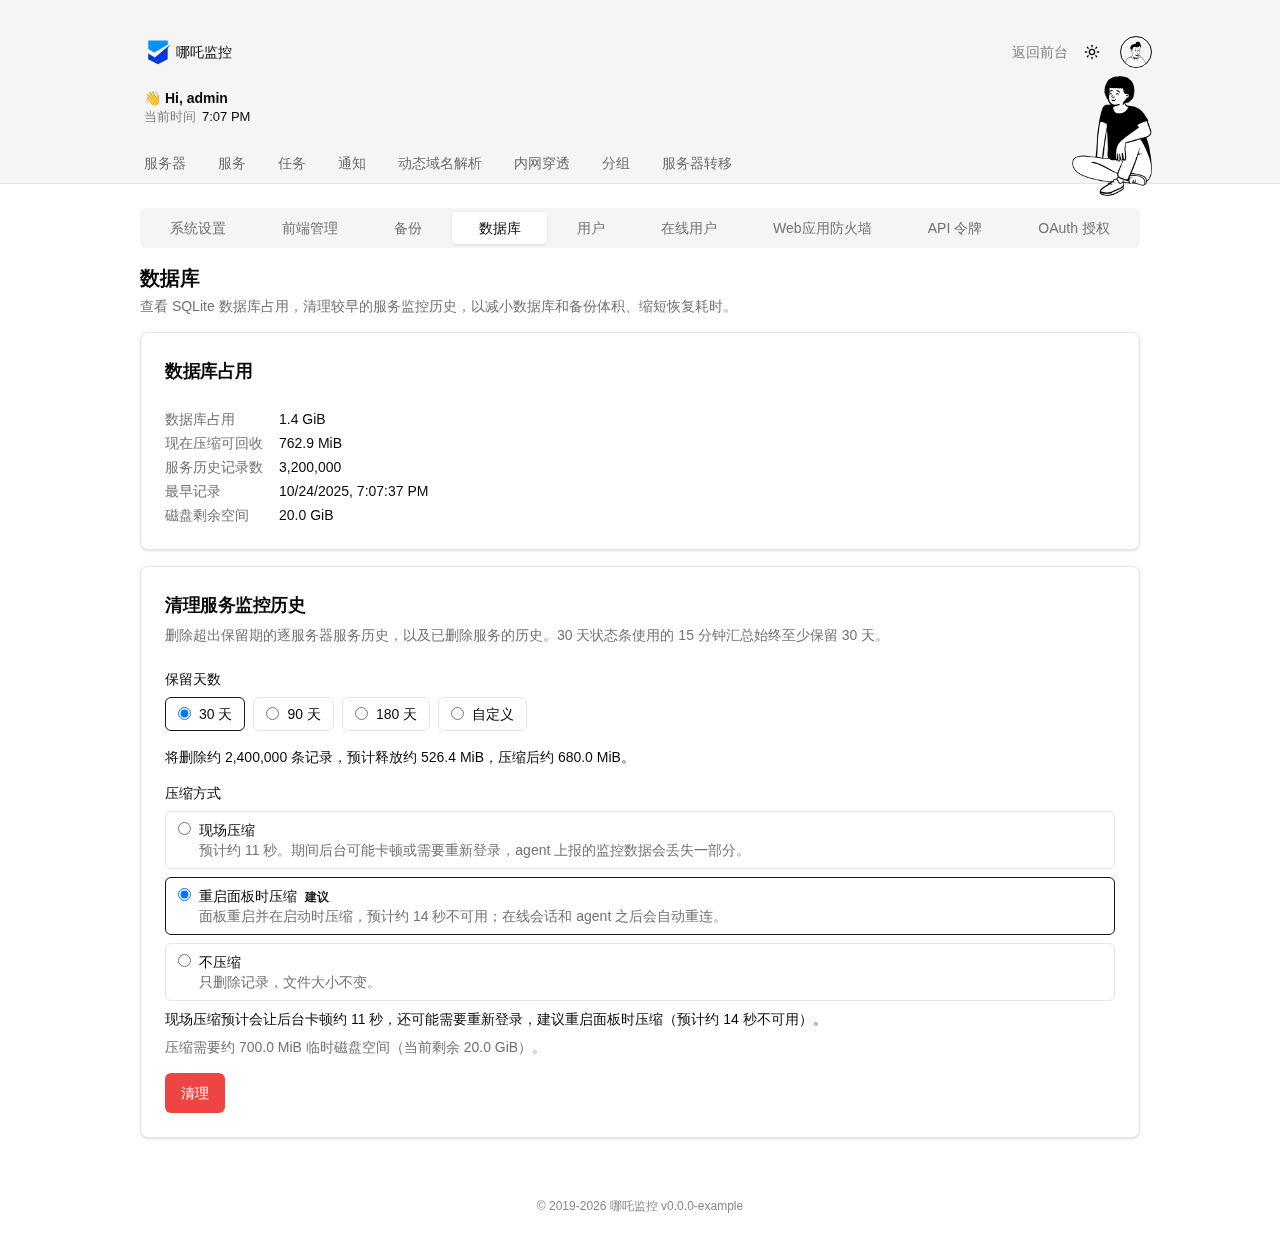 哪吒监控
返回前台
👋 Hi, admin
当前时间 7:07 PM
服务器 服务 任务 通知 动态域名解析 内网穿透 分组 服务器转移
系统设置 前端管理 备份 数据库 用户 在线用户 Web应用防火墙 API 令牌 OAuth 授权
数据库
查看 SQLite 数据库占用，清理较早的服务监控历史，以减小数据库和备份体积、缩短恢复耗时。
数据库占用
数据库占用 1.4 GiB
现在压缩可回收 762.9 MiB
服务历史记录数 3,200,000
最早记录 10/24/2025, 7:07:37 PM
磁盘剩余空间 20.0 GiB
清理服务监控历史
删除超出保留期的逐服务器服务历史，以及已删除服务的历史。30 天状态条使用的 15 分钟汇总始终至少保留 30 天。
保留天数
30 天 90 天 180 天 自定义
将删除约 2,400,000 条记录，预计释放约 526.4 MiB，压缩后约 680.0 MiB。
压缩方式
现场压缩
预计约 11 秒。期间后台可能卡顿或需要重新登录，agent 上报的监控数据会丢失一部分。
重启面板时压缩 建议
面板重启并在启动时压缩，预计约 14 秒不可用；在线会话和 agent 之后会自动重连。
不压缩
只删除记录，文件大小不变。
现场压缩预计会让后台卡顿约 11 秒，还可能需要重新登录，建议重启面板时压缩（预计约 14 秒不可用）。
压缩需要约 700.0 MiB 临时磁盘空间（当前剩余 20.0 GiB）。
清理
© 2019-2026 哪吒监控 v0.0.0-example